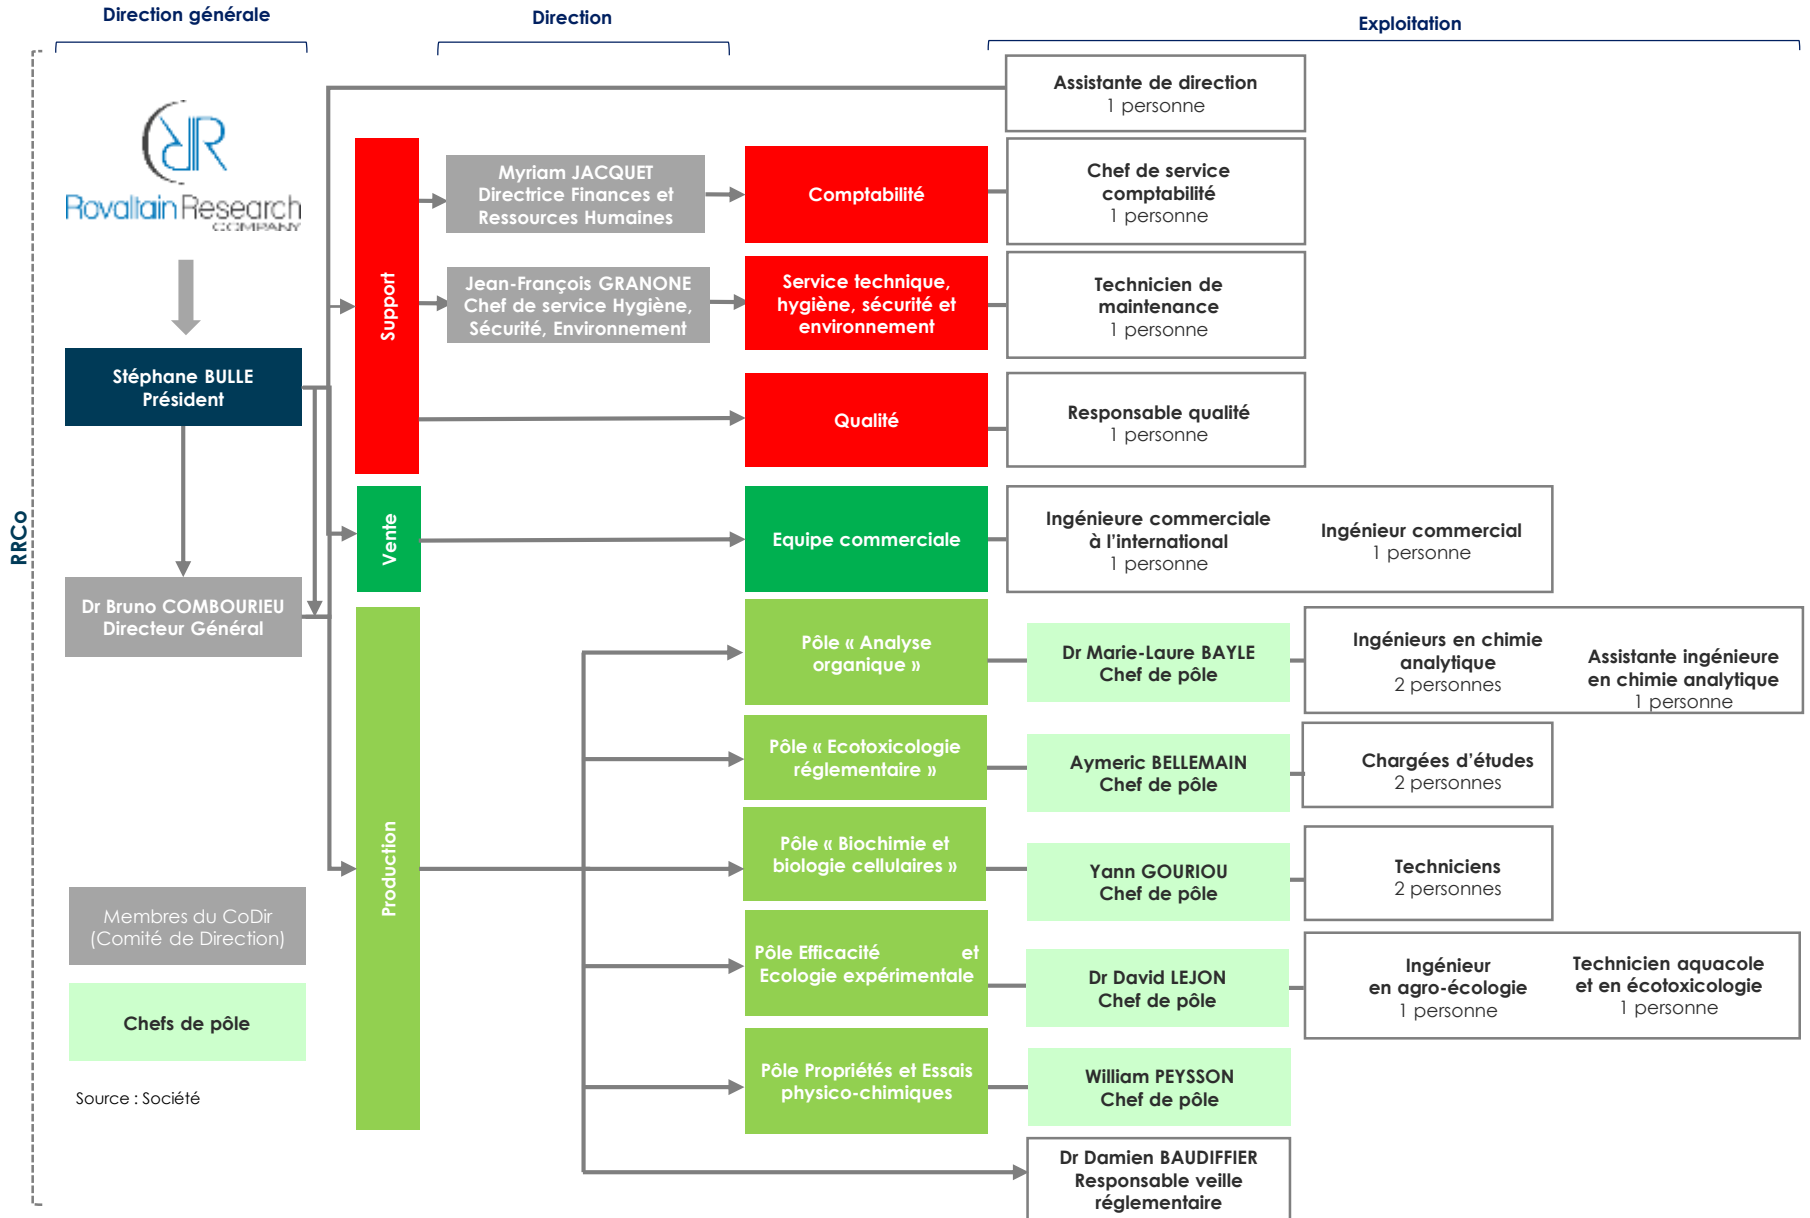 Direction générale
Direction
Exploitation
RRCo
Rovaltain Research
COMPANY
Stéphane BULLE
Président
Dr Bruno COMBOURIEU
Directeur Général
Membres du CoDir
(Comité de Direction)
Chefs de pôle
Source : Société
Support
Vente
Production
Myriam JACQUET
Directrice Finances et
Ressources Humaines
Jean-François GRANONE
Chef de service Hygiène,
Sécurité, Environnement
Comptabilité
Service technique,
hygiène, sécurité et
environnement
Qualité
Equipe commerciale
Pôle « Analyse
organique »
Pôle « Ecotoxicologie
réglementaire »
Pôle « Biochimie et
biologie cellulaires »
Pôle Efficacité et
Ecologie expérimentale
Pôle Propriétés et Essais
physico-chimiques
Assistante de direction
1 personne
Chef de service
comptabilité
1 personne
Technicien de
maintenance
1 personne
Responsable qualité
1 personne
Ingénieure commerciale
à l'international
1 personne
Ingénieur commercial
1 personne
Dr Marie-Laure BAYLE
Chef de pôle
Ingénieurs en chimie
analytique
2 personnes
Assistante ingénieure
en chimie analytique
1 personne
Aymeric BELLEMAIN
Chef de pôle
Chargées d'études
2 personnes
Yann GOURIOU
Chef de pôle
Techniciens
2 personnes
Dr David LEJON
Chef de pôle
Ingénieur
en agro-écologie
1 personne
Technicien aquacole
et en écotoxicologie
1 personne
William PEYSSON
Chef de pôle
Dr Damien BAUDIFFIER
Responsable veille
réglementaire